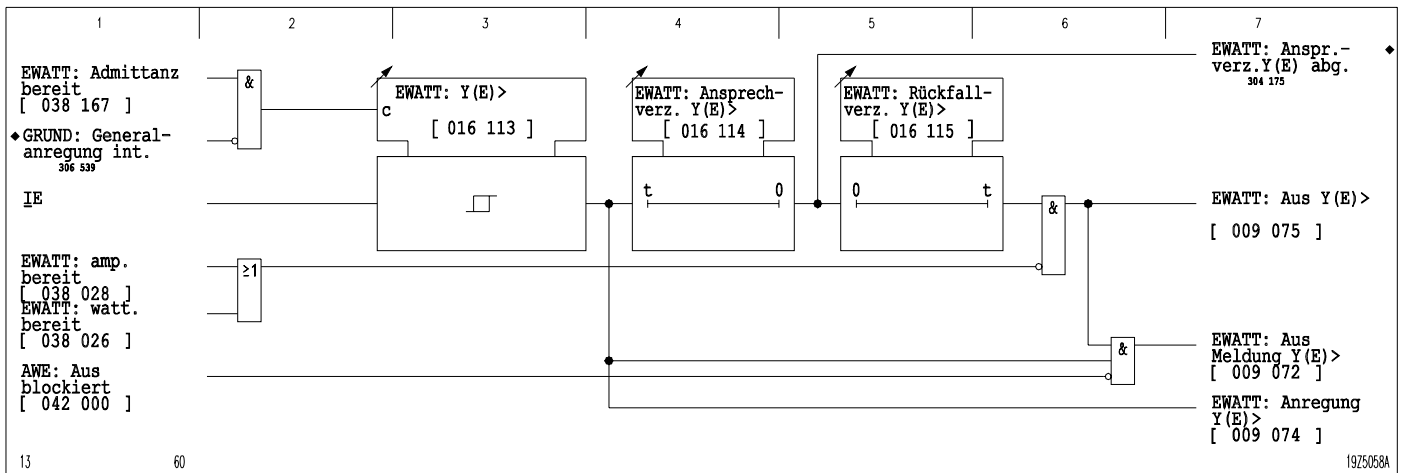 1 2 3 4 5 6 7
EWATT: Admittanz
bereit
[ 038 167 ]
◆GRUND: General-
anregung int.
306 539
IE
EWATT: amp.
bereit
[ 038 028 ]
EWATT: watt.
bereit
[ 038 026 ]
AWE: Aus
blockiert
[ 042 000 ]
&
≥1
C
EWATT: Y(E)>
[ 016 113 ]
EWATT: Ansprech-
verz. Y(E)>
[ 016 114 ]
t 0
EWATT: Rückfall-
verz. Y(E)>
[ 016 115 ]
0 t
&
&
EWATT: Anspr.- ◆
verz.Y(E) abg.
304 175
EWATT: Aus Y(E)>
[ 009 075 ]
EWATT: Aus
Meldung Y(E)>
[ 009 072 ]
EWATT: Anregung
Y(E)>
[ 009 074 ]
13 60 19Z5058A